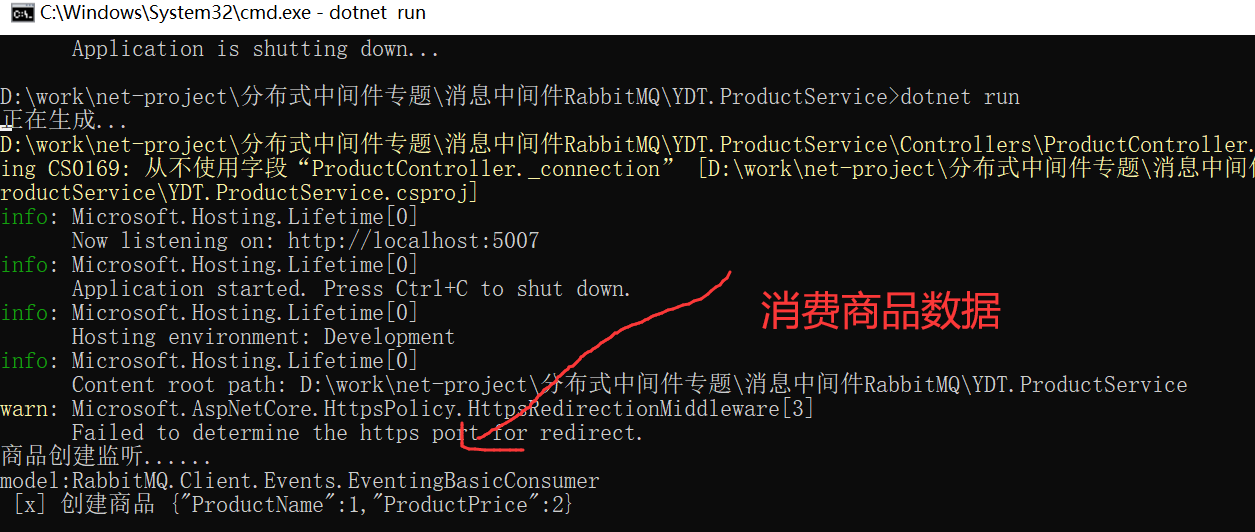 C:\Windows\System32\cmd.exe - dotnet run
Application is shutting down...
D:\work\net-project\分布式中间件专题\消息中间件RabbitMQ\YDT.ProductService>dotnet run
正在生成...
D:\work\net-project\分布式中间件专题\消息中间件RabbitMQ\YDT.ProductService\Controllers\ProductController.
ing CS0169: 从不使用字段“ProductController._connection” [D:\work\net-project\分布式中间件专题\消息中间件
roductService\YDT.ProductService.csproj]
info: Microsoft.Hosting.Lifetime[0]
Now listening on: http://localhost:5007
info: Microsoft.Hosting.Lifetime[0]
Application started. Press Ctrl+C to shut down.
info: Microsoft.Hosting.Lifetime[0]
Hosting environment: Development
info: Microsoft.Hosting.Lifetime[0]
Content root path: D:\work\net-project\分布式中间件专题\消息中间件RabbitMQ\YDT.ProductService
warn: Microsoft.AspNetCore.HttpsPolicy.HttpsRedirectionMiddleware[3]
Failed to determine the https port for redirect.
商品创建监听......
model:RabbitMQ.Client.Events.EventingBasicConsumer
[x] 创建商品 {"ProductName":1,"ProductPrice":2}
消费商品数据